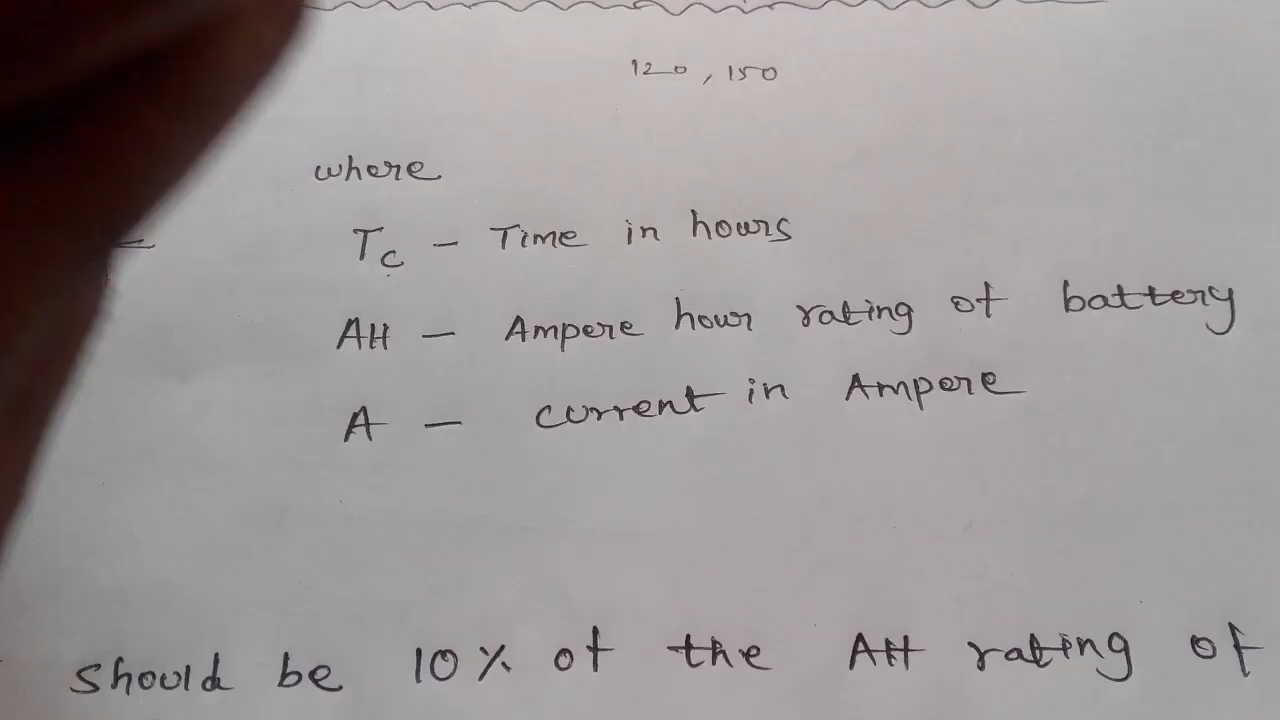 120, 150
where
Tc - Time in hours
AH - Ampere hour rating of battery
A - current in Ampere
should be 10% of the AH rating of